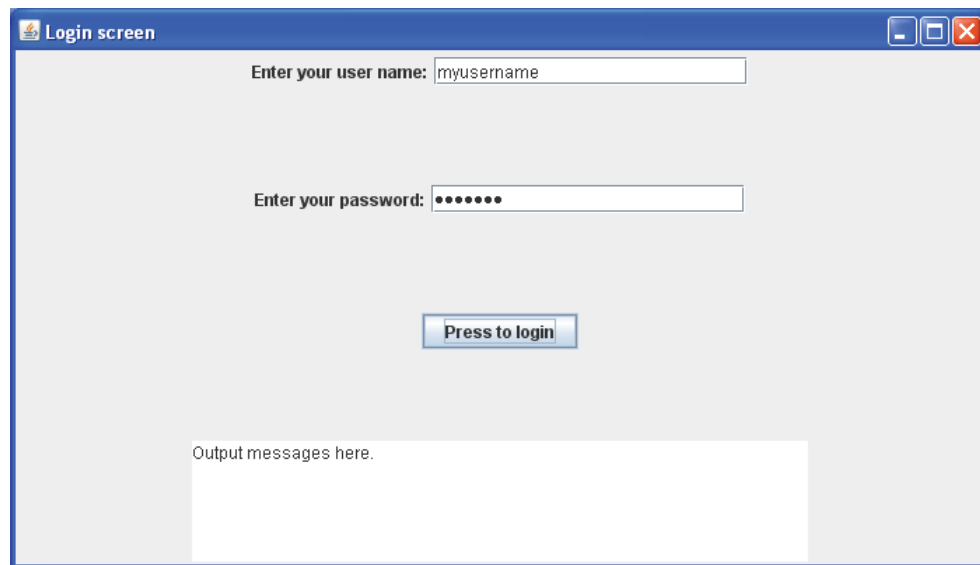 Login screen
Enter your user name: myusername
Enter your password: •••••••
Press to login
Output messages here.